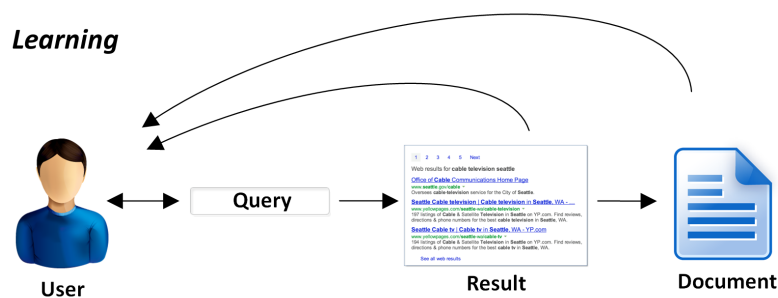 Learning
1 2 3 4 5 Next
Web results for cable television seattle
Office of Cable Communications Home Page
www.seattle.gov/cable
Oversees cable television service for the City of Seattle.
Seattle Cable television | Cable television in Seattle, WA - ...
www.yellowpages.com/seattle-wa/cable-television
197 listings of Cable & Satellite Television in Seattle on YP.com. Find reviews,
directions & phone numbers for the best cable television in Seattle, WA.
Seattle Cable tv | Cable tv in Seattle, WA - YP.com
www.yellowpages.com/seattle-wa/cable-tv
194 listings of Cable & Satellite Television in Seattle on YP.com. Find reviews,
directions & phone numbers for the best cable tv in Seattle, WA.
See all web results
Query
User
Result
Document